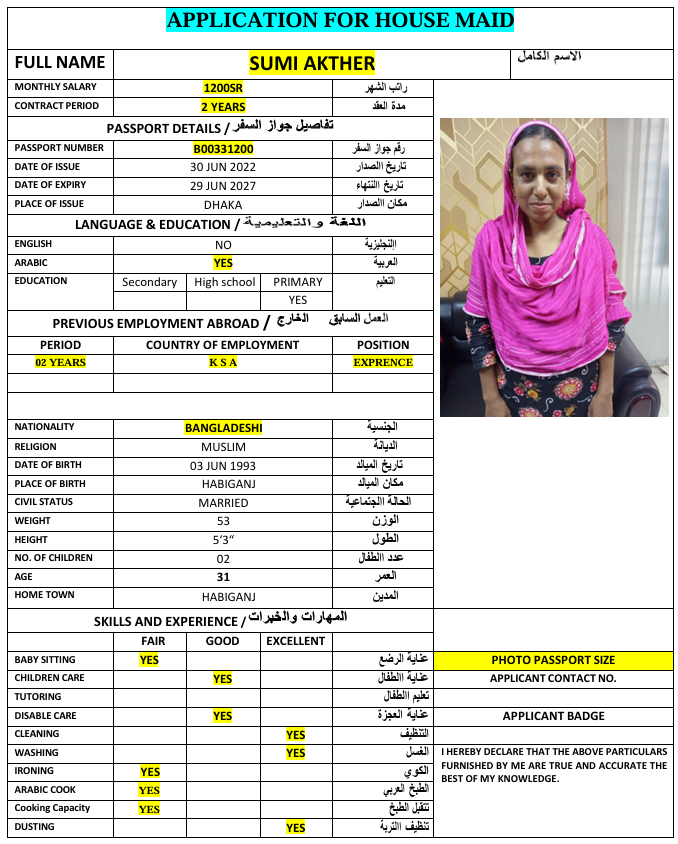 APPLICATION FOR HOUSE MAID
FULL NAME SUMI AKTHER الاسم الكامل
MONTHLY SALARY 1200SR راتب الشهر
CONTRACT PERIOD 2 YEARS مدة العقد
PASSPORT DETAILS / تفاصيل جواز السفر
PASSPORT NUMBER B00331200 رقم جواز السفر
DATE OF ISSUE 30 JUN 2022 تاريخ االصدار
DATE OF EXPIRY 29 JUN 2027 تاريخ االنتهاء
PLACE OF ISSUE DHAKA مكان االصدار
LANGUAGE & EDUCATION / اللغة والتعليمية
ENGLISH NO االنجليزية
ARABIC YES العربية
EDUCATION Secondary High school PRIMARY التعليم
YES
PREVIOUS EMPLOYMENT ABROAD / العمل السابق الخارج
PERIOD COUNTRY OF EMPLOYMENT POSITION
02 YEARS K S A EXPRENCE
NATIONALITY BANGLADESHI الجنسية
RELIGION MUSLIM الديانة
DATE OF BIRTH 03 JUN 1993 تاريخ الميالد
PLACE OF BIRTH HABIGANJ مكان الميالد
CIVIL STATUS MARRIED الحالة االجتماعية
WEIGHT 53 الوزن
HEIGHT 5'3" الطول
NO. OF CHILDREN 02 عدد االطفال
AGE 31 العمر
HOME TOWN HABIGANJ المدين
SKILLS AND EXPERIENCE / المهارات والخبرات
FAIR GOOD EXCELLENT
BABY SITTING YES عناية الرضع
PHOTO PASSPORT SIZE
CHILDREN CARE YES عناية االطفال
APPLICANT CONTACT NO.
TUTORING تعليم االطفال
DISABLE CARE YES عناية العجزة
APPLICANT BADGE
CLEANING YES التنظيف
WASHING YES الغسل
IRONING YES الكوي
ARABIC COOK YES الطبخ العربي
Cooking Capacity YES تتقبل الطبخ
DUSTING YES تنظيف االتربة
I HEREBY DECLARE THAT THE ABOVE PARTICULARS
FURNISHED BY ME ARE TRUE AND ACCURATE THE
BEST OF MY KNOWLEDGE.